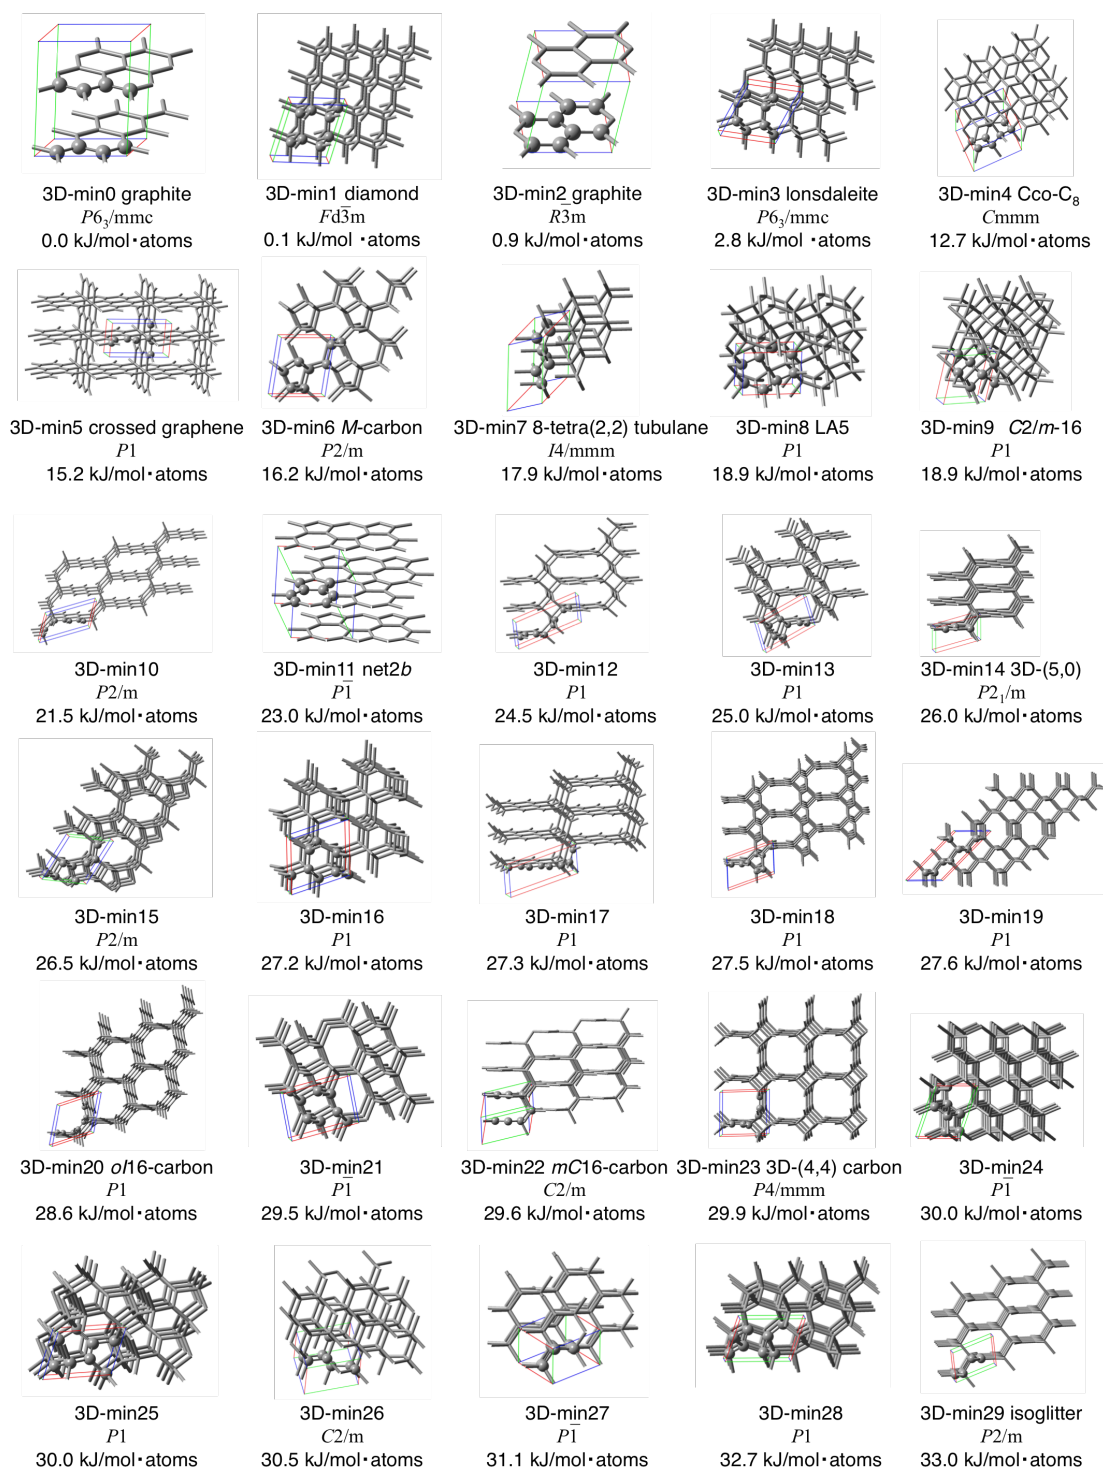 3D-min0 graphite 3D-min1 diamond 3D-min2 graphite 3D-min3 lonsdaleite 3D-min4 Cco-C₈
P6₃/mmc Fd3̅m R3̅m P6₃/mmc Cmmm
0.0 kJ/mol・atoms 0.1 kJ/mol・atoms 0.9 kJ/mol・atoms 2.8 kJ/mol・atoms 12.7 kJ/mol・atoms
3D-min5 crossed graphene 3D-min6 M-carbon 3D-min7 8-tetra(2,2) tubulane 3D-min8 LA5 3D-min9 C2/m-16
P1 P2/m I4/mmm P1 P1
15.2 kJ/mol・atoms 16.2 kJ/mol・atoms 17.9 kJ/mol・atoms 18.9 kJ/mol・atoms 18.9 kJ/mol・atoms
3D-min10 3D-min11 net2b 3D-min12 3D-min13 3D-min14 3D-(5,0)
P2/m P1̅ P1 P1 P2₁/m
21.5 kJ/mol・atoms 23.0 kJ/mol・atoms 24.5 kJ/mol・atoms 25.0 kJ/mol・atoms 26.0 kJ/mol・atoms
3D-min15 3D-min16 3D-min17 3D-min18 3D-min19
P2/m P1 P1 P1 P1
26.5 kJ/mol・atoms 27.2 kJ/mol・atoms 27.3 kJ/mol・atoms 27.5 kJ/mol・atoms 27.6 kJ/mol・atoms
3D-min20 oI16-carbon 3D-min21 3D-min22 mC16-carbon 3D-min23 3D-(4,4) carbon 3D-min24
P1 P1̅ C2/m P4/mmm P1̅
28.6 kJ/mol・atoms 29.5 kJ/mol・atoms 29.6 kJ/mol・atoms 29.9 kJ/mol・atoms 30.0 kJ/mol・atoms
3D-min25 3D-min26 3D-min27 3D-min28 3D-min29 isoglitter
P1 C2/m P1̅ P1 P2/m
30.0 kJ/mol・atoms 30.5 kJ/mol・atoms 31.1 kJ/mol・atoms 32.7 kJ/mol・atoms 33.0 kJ/mol・atoms